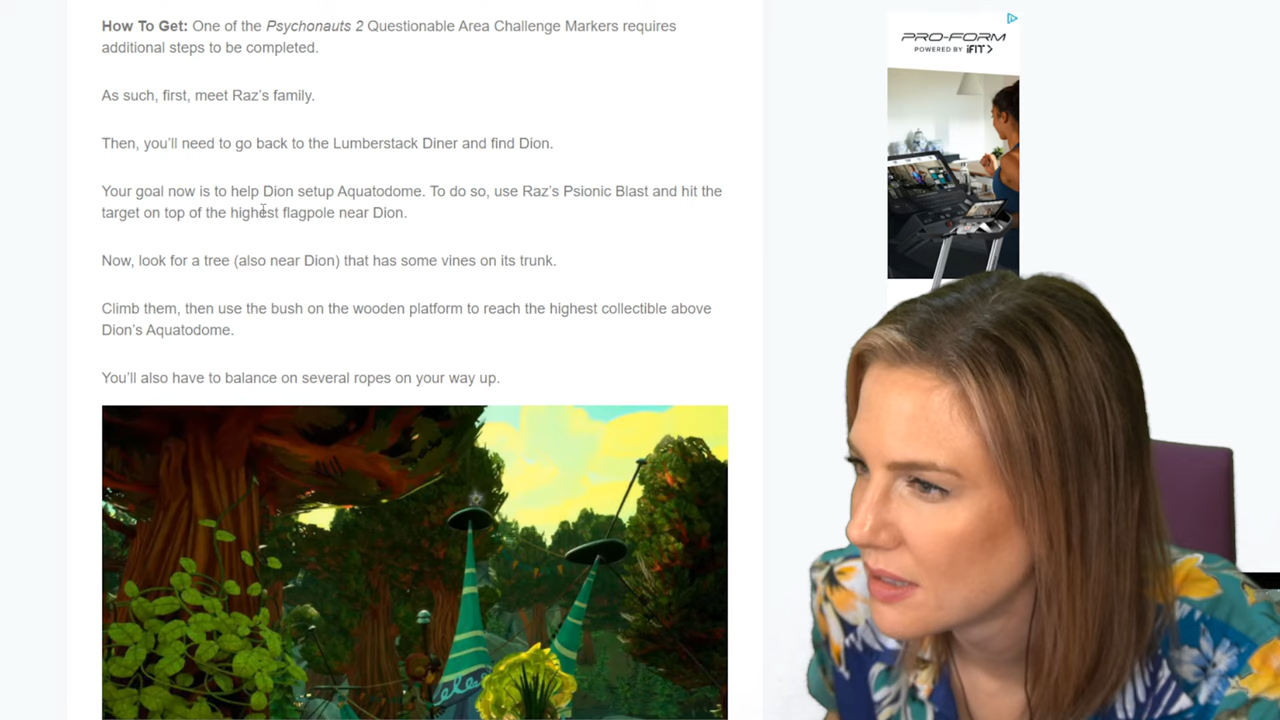 How To Get: One of the Psychonauts 2 Questionable Area Challenge Markers requires
additional steps to be completed.
As such, first, meet Raz’s family.
Then, you’ll need to go back to the Lumberstack Diner and find Dion.
Your goal now is to help Dion setup Aquatodome. To do so, use Raz’s Psionic Blast and hit the
target on top of the highest flagpole near Dion.
Now, look for a tree (also near Dion) that has some vines on its trunk.
Climb them, then use the bush on the wooden platform to reach the highest collectible above
Dion’s Aquatodome.
You’ll also have to balance on several ropes on your way up.
PRO-FORM
POWERED BY iFIT